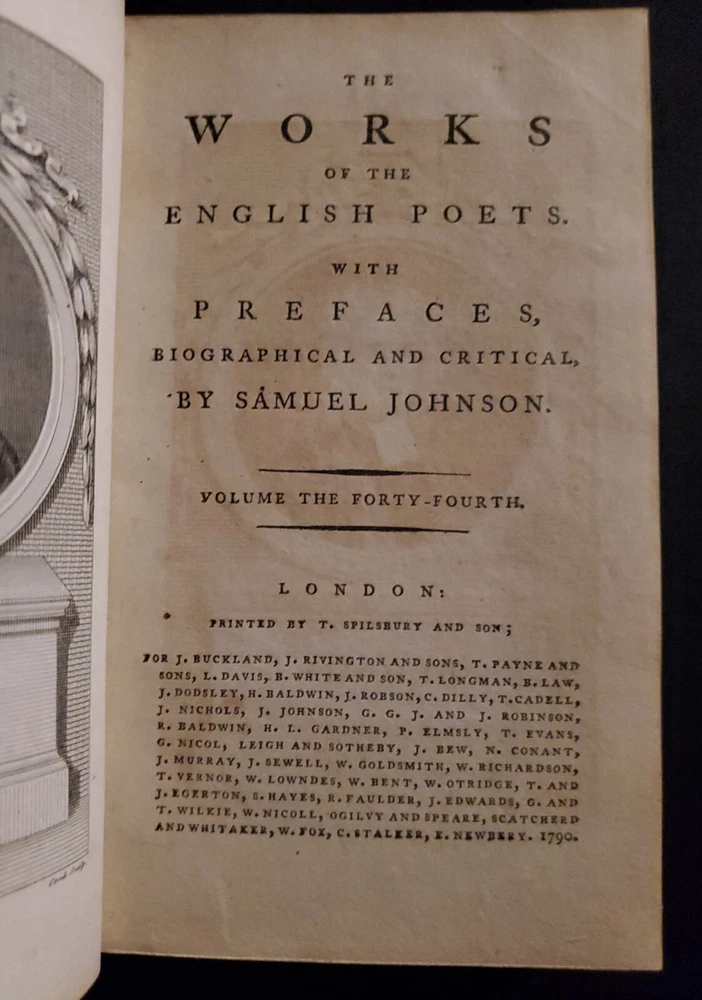 THE
WORKS
OF THE
ENGLISH POETS.
WITH
PREFACES,
BIOGRAPHICAL AND CRITICAL,
BY SAMUEL JOHNSON.
VOLUME THE FORTY-FOURTH.
LONDON:
PRINTED BY T. SPILSBURY AND SON;
FOR J. BUCKLAND, J. RIVINGTON AND SONS, T. PAYNE AND
SONS, L. DAVIS, B. WHITE AND SON, T. LONGMAN, B. LAW,
J. DODSLEY, H. BALDWIN, J. ROBSON, C. DILLY, T. CADELL,
J. NICHOLS, J. JOHNSON, G. G. J. AND J. ROBINSON,
R. BALDWIN, H. L. GARDNER, P. ELMSLY, T. EVANS,
G. NICOL, LEIGH AND SOTHEBY, J. BEW, N. CONANT,
J. MURRAY, J. SEWELL, W. GOLDSMITH, W. RICHARDSON,
T. VERNOR, W. LOWNDES, W. BENT, W. OTRIDGE, T. AND
J. EGERTON, S. HAYES, R. FAULDER, J. EDWARDS, G. AND
T. WILKIE, W. NICOLL, OGILVY AND SPEARE, SCATCHERD
AND WHITAKER, W. FOX, C. STALKER, E. NEWBERY. 1790.